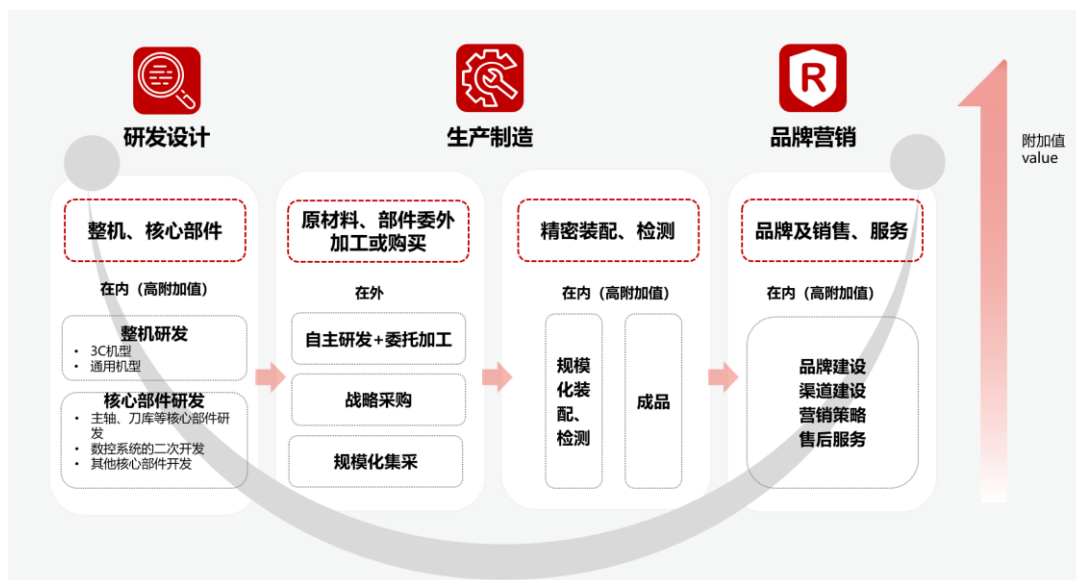 研发设计
生产制造
R
品牌营销
附加值
value
整机、核心部件
在内（高附加值）
整机研发
• 3C机型
• 通用机型
核心部件研发
• 主轴、刀库等核心部件研
发
• 数控系统的二次开发
• 其他核心部件开发
原材料、部件委外
加工或购买
在外
自主研发+委托加工
战略采购
规模化集采
精密装配、检测
在内（高附加值）
规模
化装
配、
检测
成品
品牌及销售、服务
在内（高附加值）
品牌建设
渠道建设
营销策略
售后服务